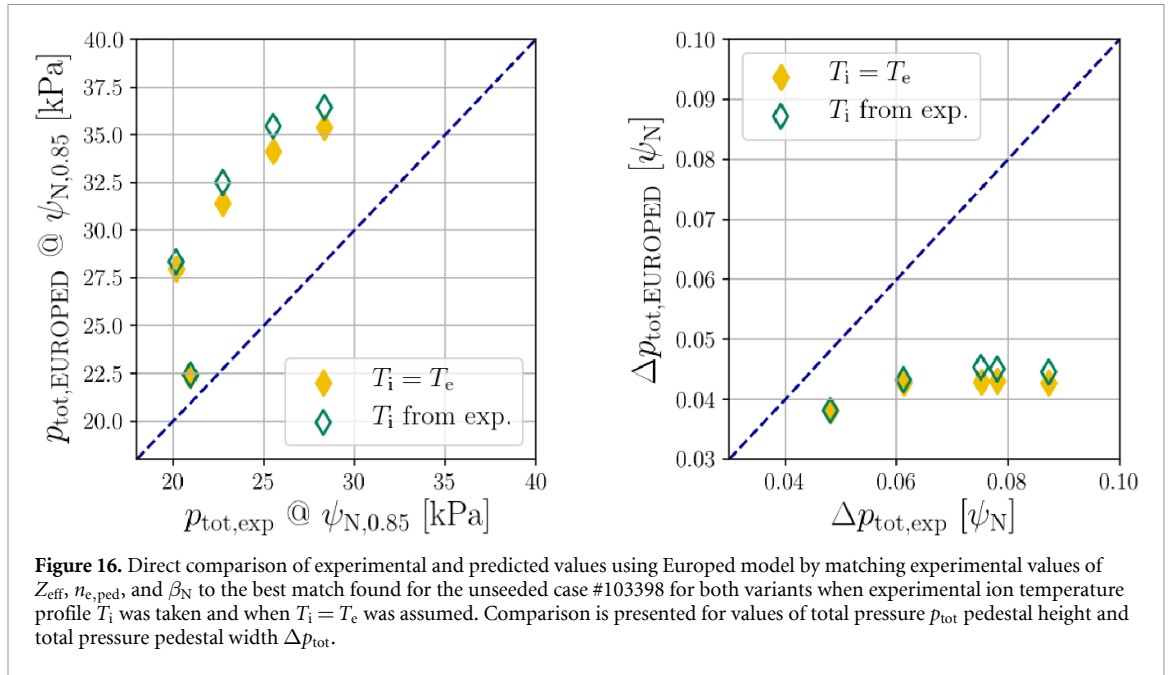 40.0
37.5
35.0
32.5
30.0
27.5
25.0
22.5
20.0
p_tot,EUROPED @ ψ_N,0.85 [kPa]
T_i = T_e
T_i from exp.
20 25 30 35 40
p_tot,exp @ ψ_N,0.85 [kPa]
0.10
0.09
0.08
0.07
0.06
0.05
0.04
0.03
Δp_tot,EUROPED [ψ_N]
T_i = T_e
T_i from exp.
0.04 0.06 0.08 0.10
Δp_tot,exp [ψ_N]
Figure 16. Direct comparison of experimental and predicted values using Europed model by matching experimental values of
Z_eff, n_e,ped, and β_N to the best match found for the unseeded case #103398 for both variants when experimental ion temperature
profile T_i was taken and when T_i = T_e was assumed. Comparison is presented for values of total pressure p_tot pedestal height and
total pressure pedestal width Δp_tot.